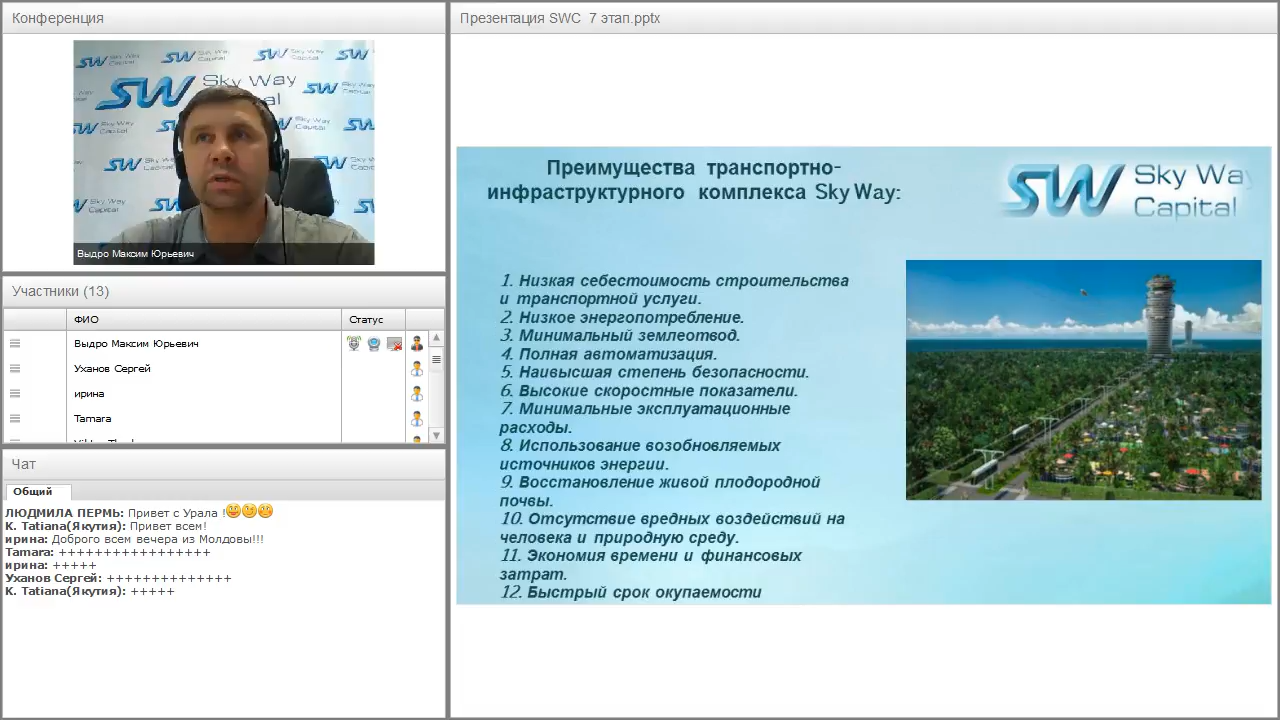 Конференция
SW Sky Way
Capital
Выдро Максим Юрьевич
Участники (13)
ФИО
Статус
Выдро Максим Юрьевич
Уханов Сергей
ирина
Tamara
Чат
Общий
ЛЮДМИЛА ПЕРМЬ: Привет с Урала !
K. Tatiana(Якутия): Привет всем!
ирина: Доброго всем вечера из Молдовы!!!
Tamara: +++++++++++++++++
ирина: +++++
Уханов Сергей: ++++++++++++++
K. Tatiana(Якутия): +++++
Презентация SWC 7 этап.pptx
Преимущества транспортно-
инфраструктурного комплекса Sky Way:
SW Sky Way
Capital
1. Низкая себестоимость строительства
и транспортной услуги.
2. Низкое энергопотребление.
3. Минимальный землеотвод.
4. Полная автоматизация.
5. Наивысшая степень безопасности.
6. Высокие скоростные показатели.
7. Минимальные эксплуатационные
расходы.
8. Использование возобновляемых
источников энергии.
9. Восстановление живой плодородной
почвы.
10. Отсутствие вредных воздействий на
человека и природную среду.
11. Экономия времени и финансовых
затрат.
12. Быстрый срок окупаемости